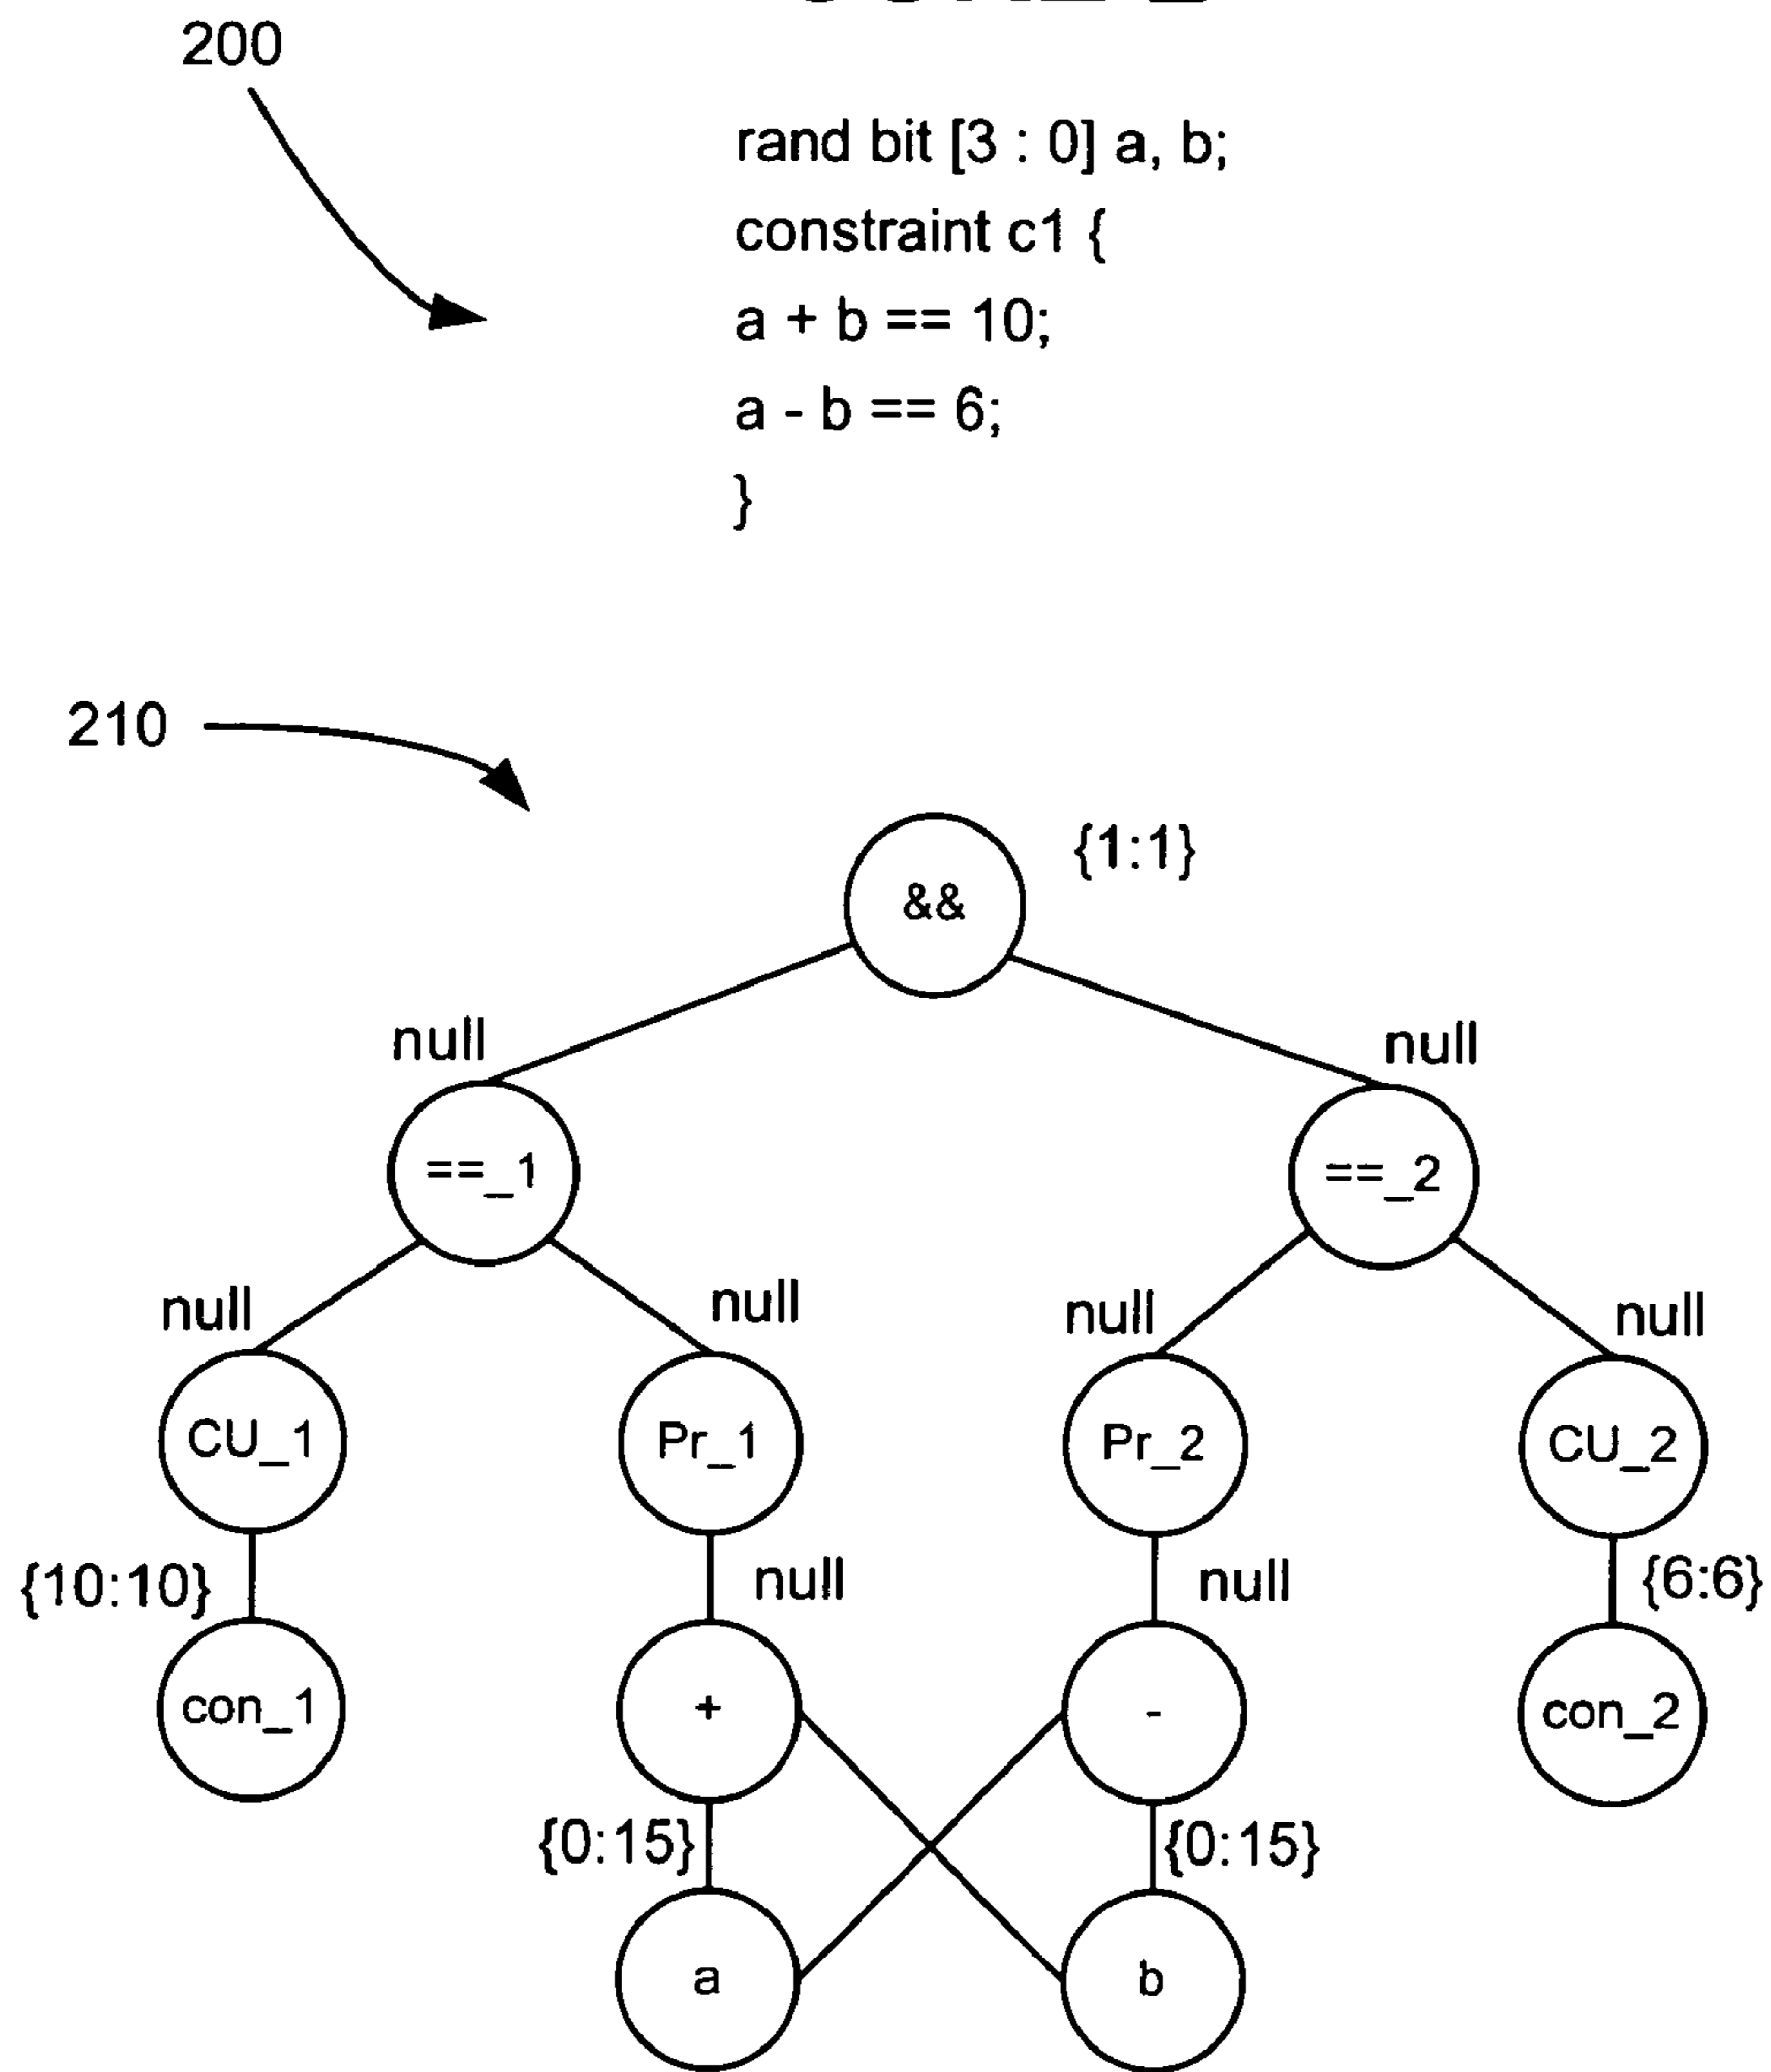 200
rand bit [3 : 0] a, b;
constraint c1 {
a + b == 10;
a - b == 6;
}
210
&& {1:1}
null null
==_1 ==_2
null null null null
CU_1 Pr_1 Pr_2 CU_2
{10:10} null null {6:6}
con_1 + - con_2
{0:15} {0:15}
a b